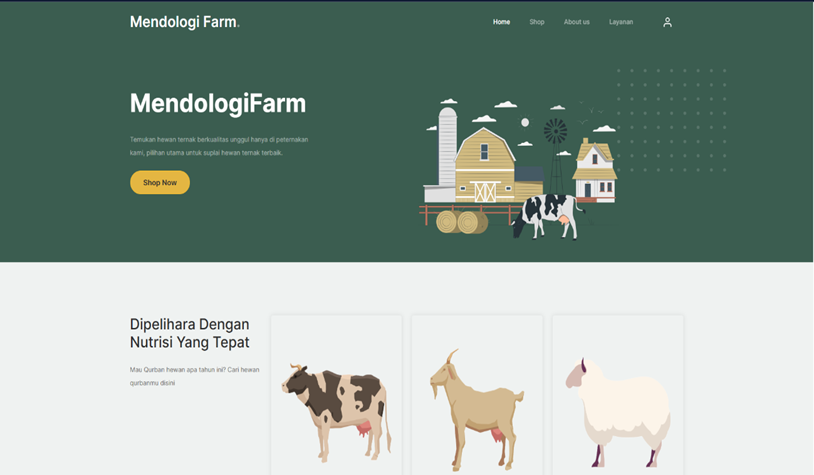 Mendologi Farm.
Home Shop About us Layanan
MendologiFarm
Temukan hewan ternak berkualitas unggul hanya di peternakan
kami, pilihan utama untuk suplai hewan ternak terbaik.
Shop Now
Dipelihara Dengan
Nutrisi Yang Tepat
Mau Qurban hewan apa tahun ini? Cari hewan
qurbanmu disini